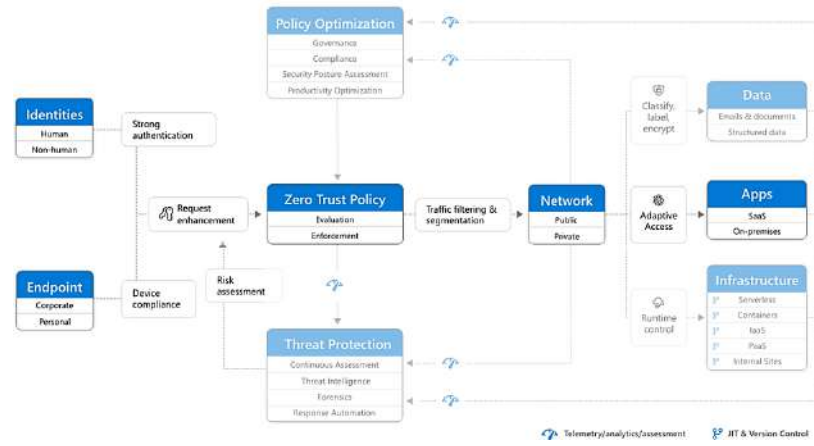 Policy Optimization
Governance
Compliance
Security Posture Assessment
Productivity Optimization
Identities
Human
Non-human
Strong
authentication
Request
enhancement
Zero Trust Policy
Evaluation
Enforcement
Traffic filtering &
segmentation
Network
Public
Private
Classify,
label,
encrypt
Data
Emails & documents
Structured data
Adaptive
Access
Apps
SaaS
On-premises
Endpoint
Corporate
Personal
Device
compliance
Risk
assessment
Threat Protection
Continuous Assessment
Threat Intelligence
Forensics
Response Automation
Runtime
control
Infrastructure
Serverless
Containers
IaaS
PaaS
Internal Sites
Telemetry/analytics/assessment
JIT & Version Control